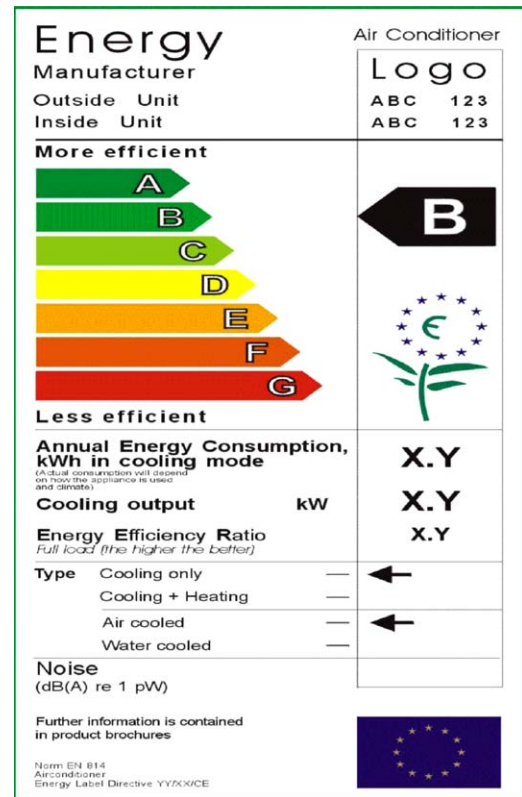 Energy Air Conditioner
Manufacturer Logo
Outside Unit ABC 123
Inside Unit ABC 123
More efficient
A
B B
C
D
E
F
G
Less efficient
Annual Energy Consumption,
kWh in cooling mode X.Y
(Actual consumption will depend
on how the appliance is used
and climate)
Cooling output kW X.Y
Energy Efficiency Ratio X.Y
Full load (the higher the better)
Type Cooling only —
Cooling + Heating —
Air cooled —
Water cooled —
Noise
(dB(A) re 1 pW)
Further information is contained
in product brochures
Norm EN 814
Airconditioner
Energy Label Directive YY/XX/CE